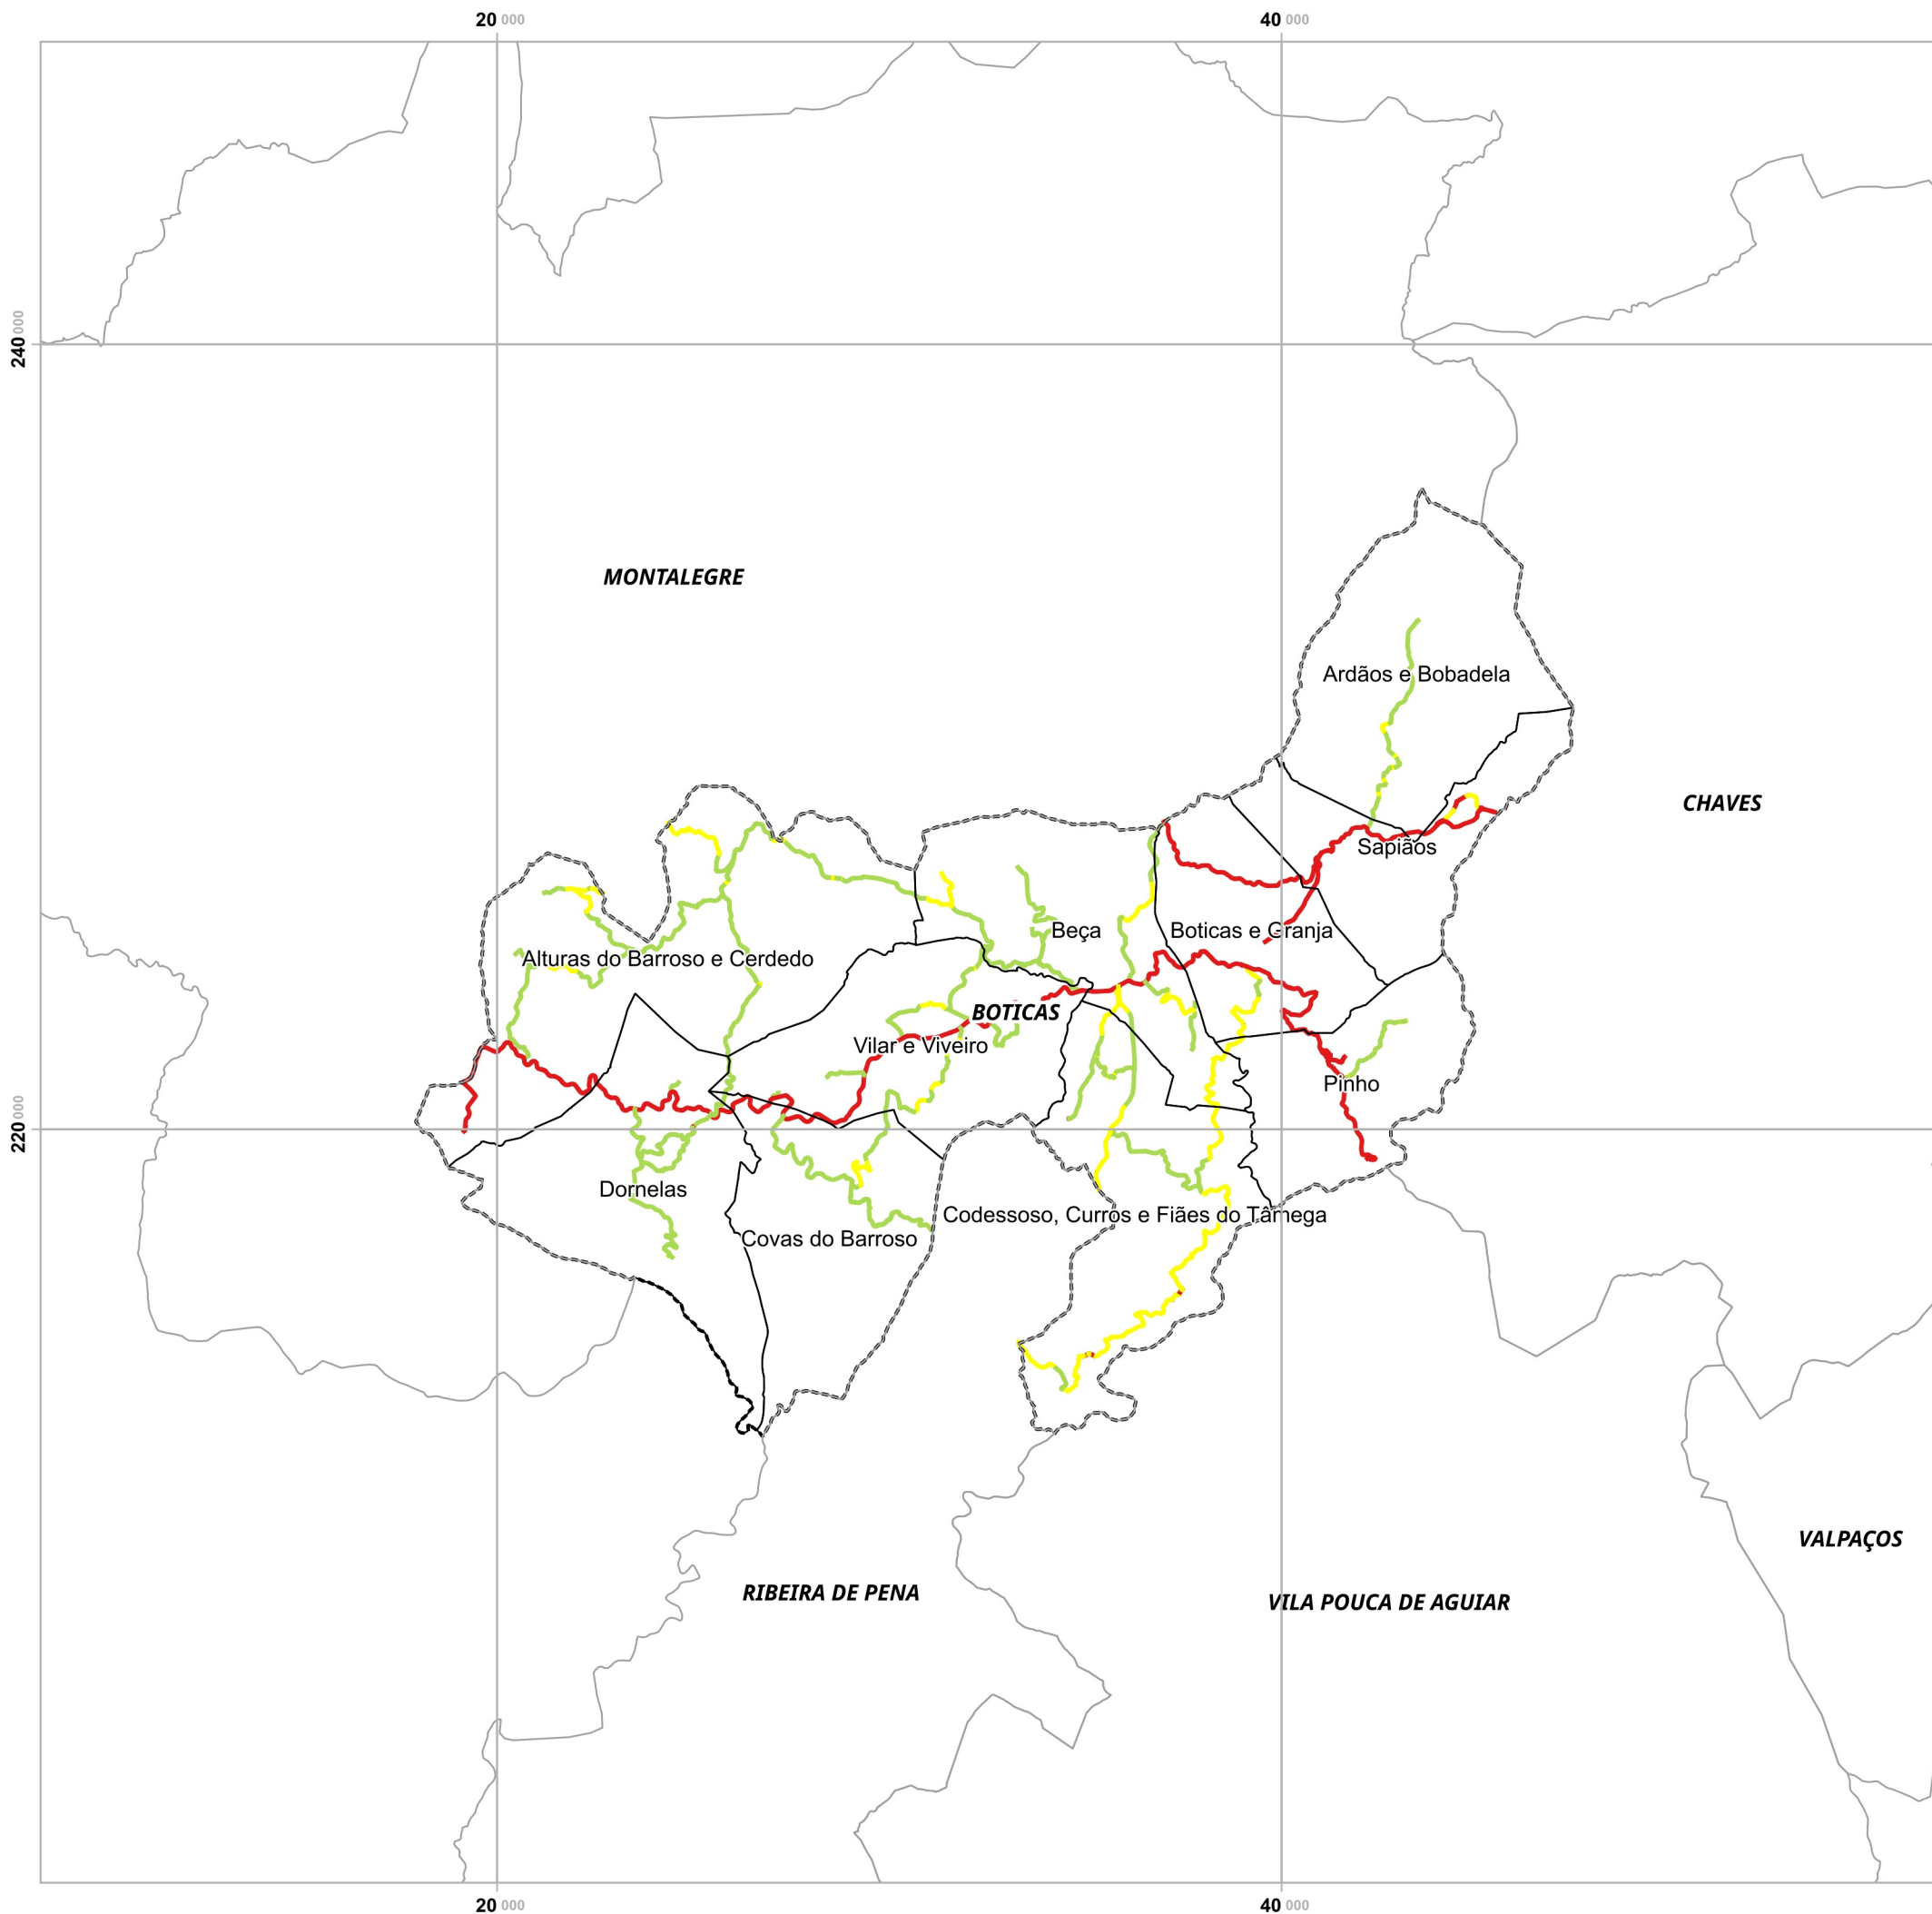 20 000
40 000
240 000
MONTALEGRE
Ardãos e Bobadela
CHAVES
Sapiãos
Beça
Boticas e Granja
Alturas do Barroso e Cerdedo
BOTICAS
Vilar e Viveiro
Pinho
220 000
Dornelas
Codessoso, Curros e Fiães do Tâmega
Covas do Barroso
VALPAÇOS
RIBEIRA DE PENA
VILA POUCA DE AGUIAR
20 000
40 000